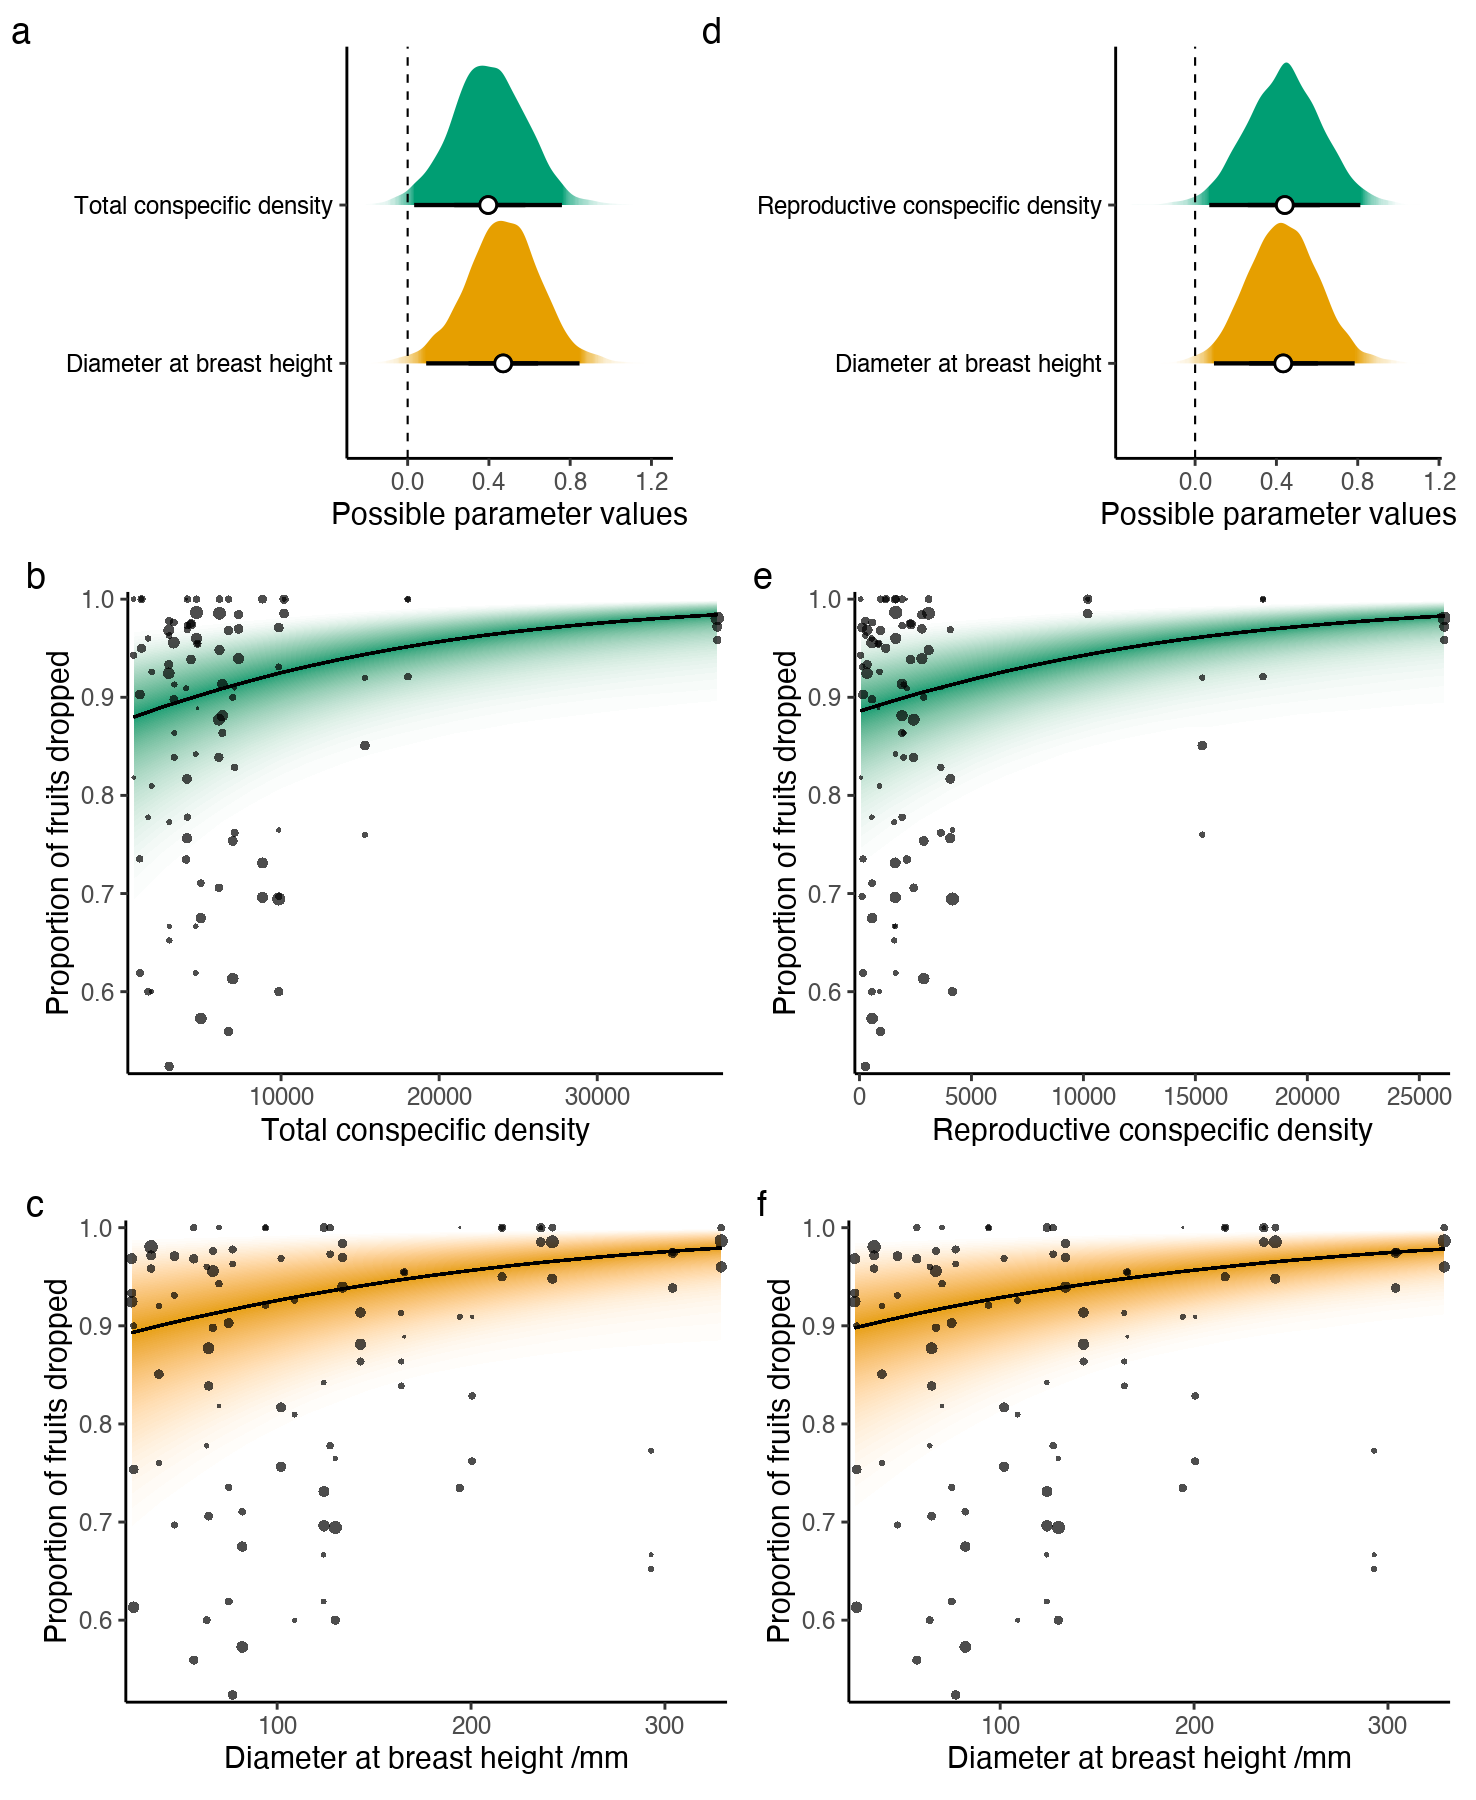 a
Total conspecific density
Diameter at breast height
0.0 0.4 0.8 1.2
Possible parameter values
d
Reproductive conspecific density
Diameter at breast height
0.0 0.4 0.8 1.2
Possible parameter values
b
Proportion of fruits dropped
1.0
0.9
0.8
0.7
0.6
10000 20000 30000
Total conspecific density
e
Proportion of fruits dropped
1.0
0.9
0.8
0.7
0.6
0 5000 10000 15000 20000 25000
Reproductive conspecific density
c
Proportion of fruits dropped
1.0
0.9
0.8
0.7
0.6
100 200 300
Diameter at breast height /mm
f
Proportion of fruits dropped
1.0
0.9
0.8
0.7
0.6
100 200 300
Diameter at breast height /mm